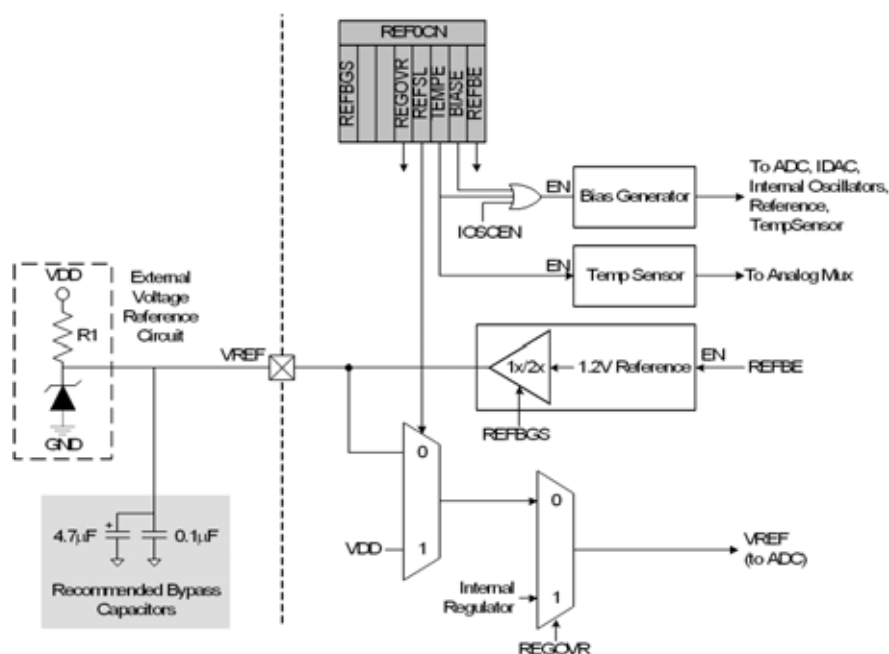 REF0CN
REFBGS
REGOVR
REFSL
TEMPE
BIASE
REFBE
EN
Bias Generator
To ADC, IDAC,
Internal Oscillators,
Reference,
TempSensor
IOSCEN
EN
Temp Sensor
To Analog Mux
VDD
R1
GND
External
Voltage
Reference
Circuit
VREF
1x/2x
1.2V Reference
EN
REFBE
REFBGS
0
1
VDD
0
1
Internal
Regulator
REGOVR
VREF
(to ADC)
4.7µF
+
0.1µF
Recommended Bypass
Capacitors